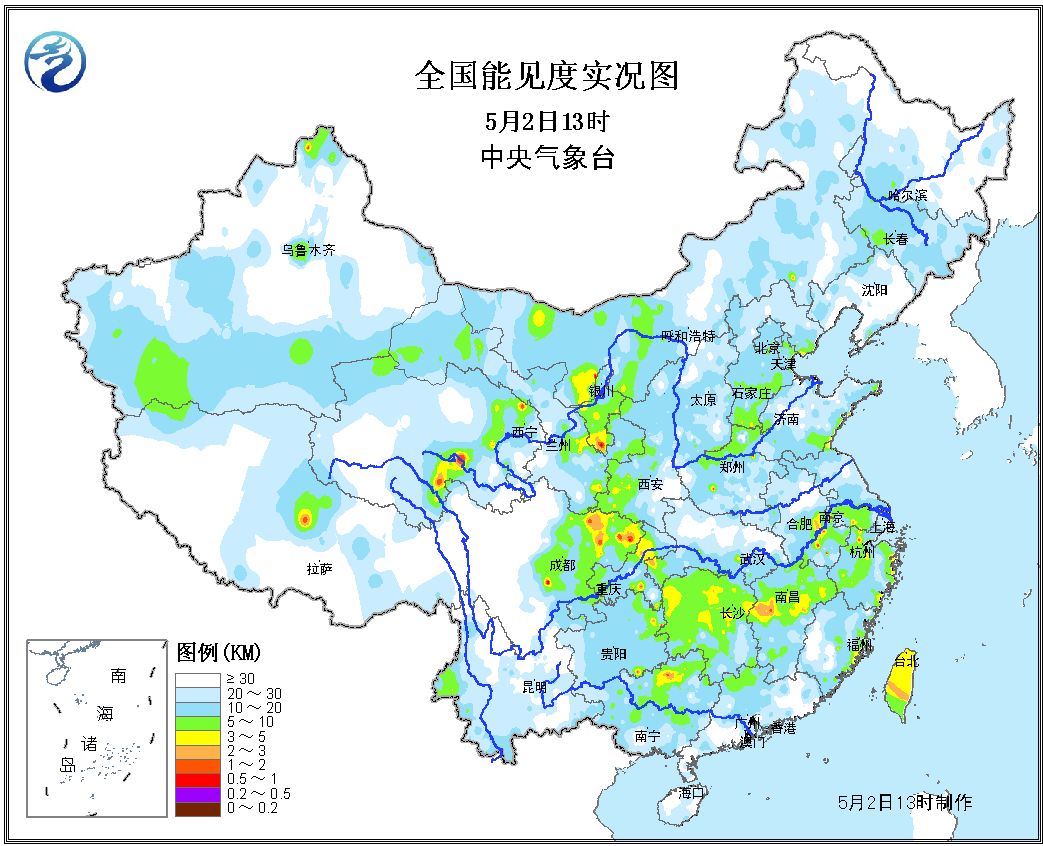 全国能见度实况图
5月2日13时
中央气象台
哈尔滨
长春
乌鲁木齐
沈阳
呼和浩特
北京
天津
银川
石家庄
太原
济南
西宁
兰州
郑州
西安
合肥
南京
上海
杭州
武汉
成都
拉萨
重庆
南昌
长沙
福州
贵阳
台北
昆明
广州
香港
南宁
澳门
海口
南
海
诸
岛
图例(KM)
≥30
20～30
10～20
5～10
3～5
2～3
1～2
0.5～1
0.2～0.5
0～0.2
5月2日13时制作